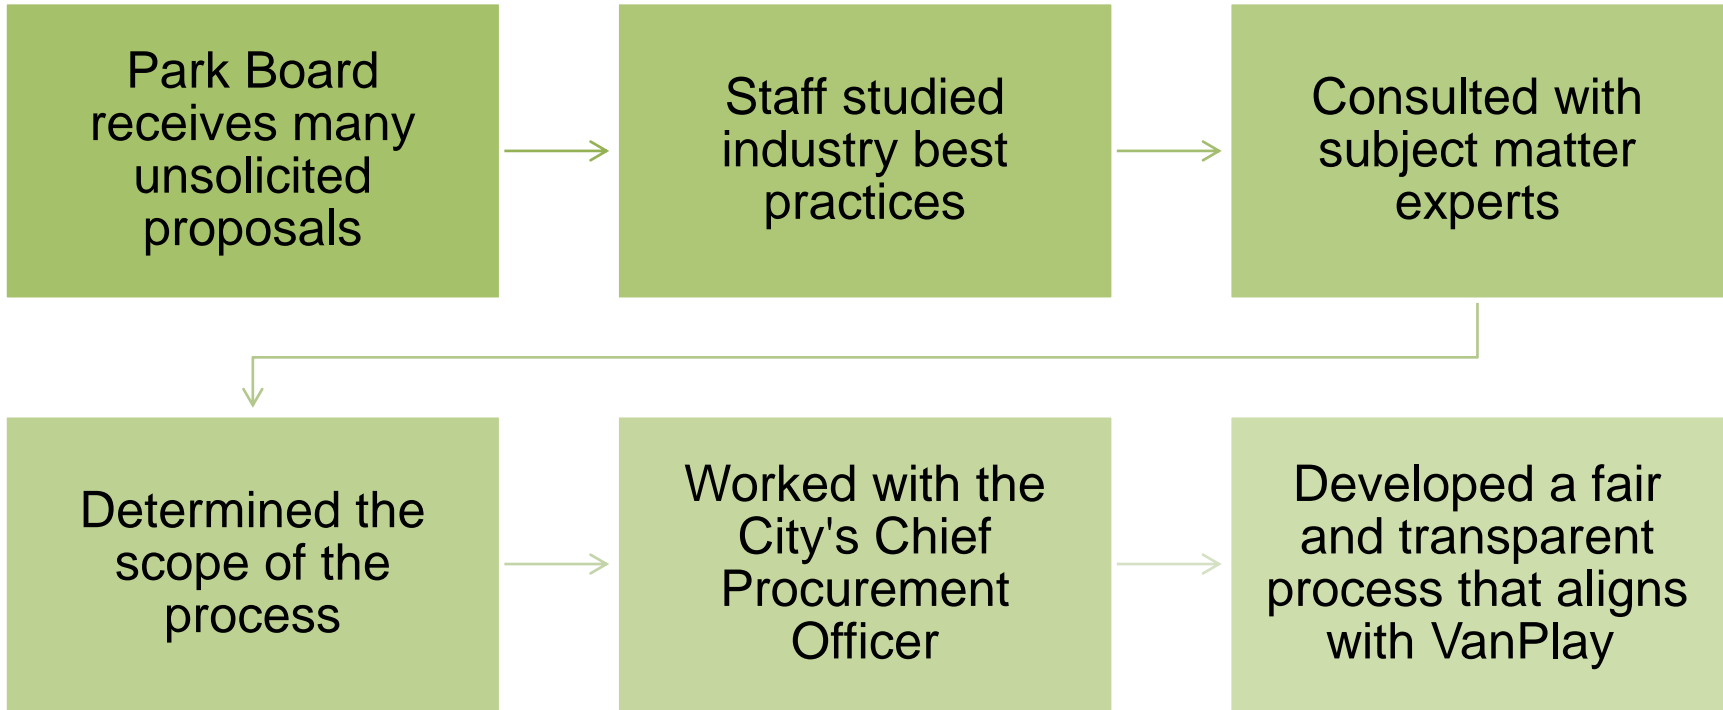 Park Board
receives many
unsolicited
proposals
Staff studied
industry best
practices
Consulted with
subject matter
experts
Determined the
scope of the
process
Worked with the
City's Chief
Procurement
Officer
Developed a fair
and transparent
process that aligns
with VanPlay